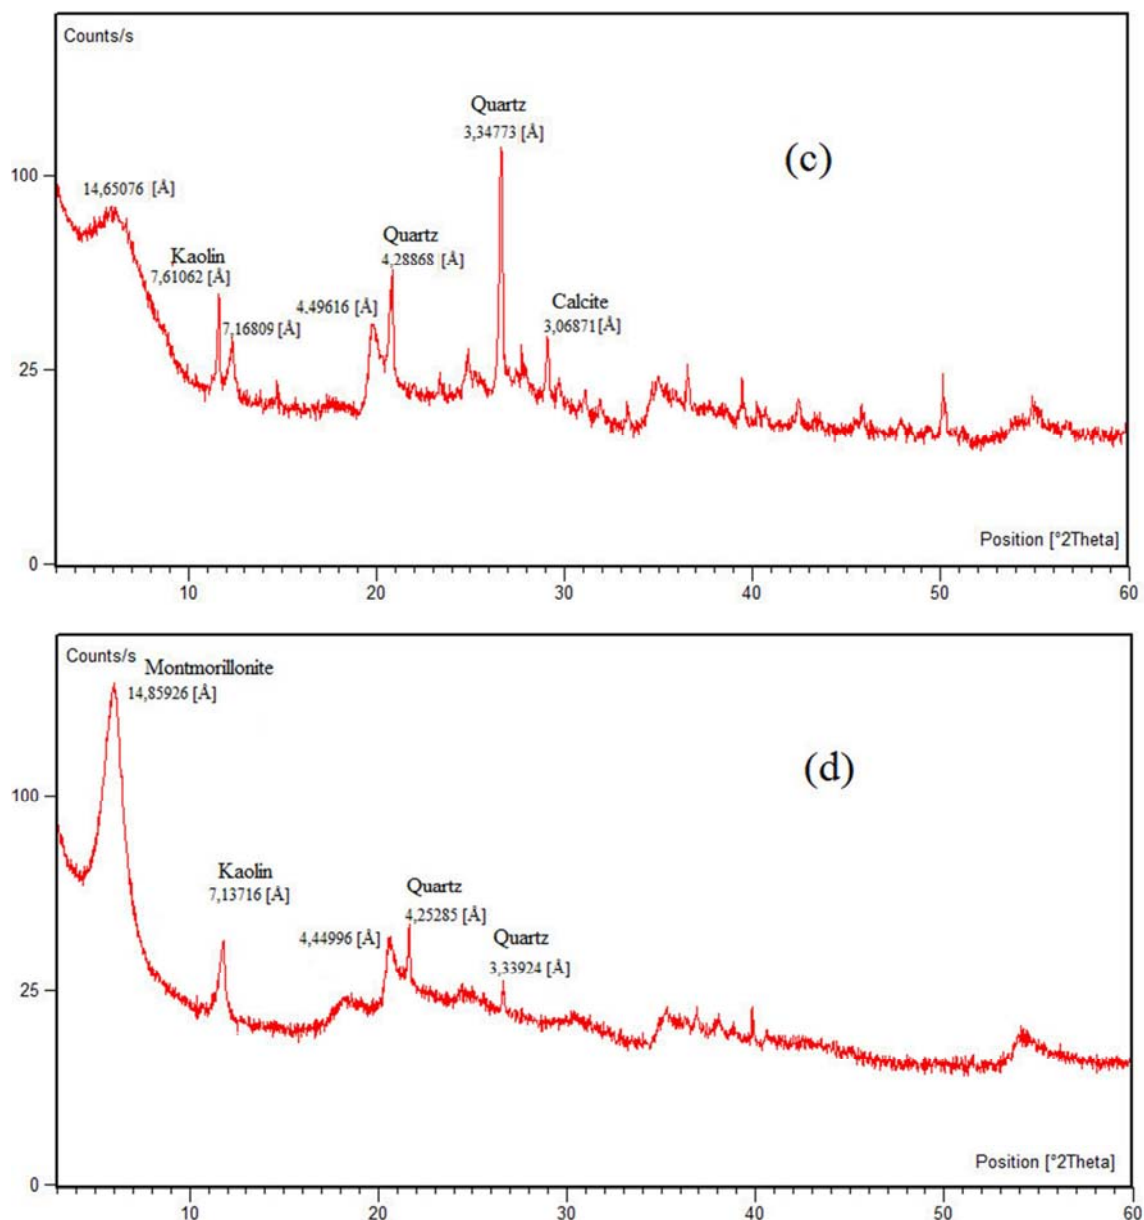 Counts/s
Quartz
3,34773 [Å]
(c)
100
14,65076 [Å]
Kaolin
7,61062 [Å]
Quartz
4,28868 [Å]
4.49616 [Å]
7,16809 [Å]
Calcite
3,06871[Å]
25
Position [°2Theta]
0
10
20
30
40
50
60
Counts/s
Montmorillonite
14,85926 [Å]
(d)
100
Kaolin
7,13716 [Å]
Quartz
4,25285 [Å]
4,44996 [Å]
Quartz
3,33924 [Å]
25
Position [°2Theta]
0
10
20
30
40
50
60